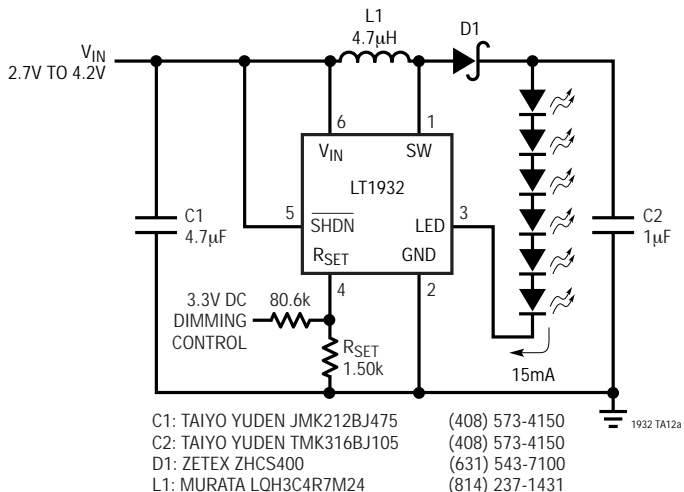 L1
4.7µH
D1
VIN
2.7V TO 4.2V
6
1
VIN
SW
LT1932
C1
4.7µF
5
SHDN
LED
3
C2
1µF
RSET
GND
4
2
3.3V DC
DIMMING
CONTROL
80.6k
RSET
1.50k
15mA
C1: TAIYO YUDEN JMK212BJ475 (408) 573-4150
C2: TAIYO YUDEN TMK316BJ105 (408) 573-4150
D1: ZETEX ZHCS400 (631) 543-7100
L1: MURATA LQH3C4R7M24 (814) 237-1431
1932 TA12a